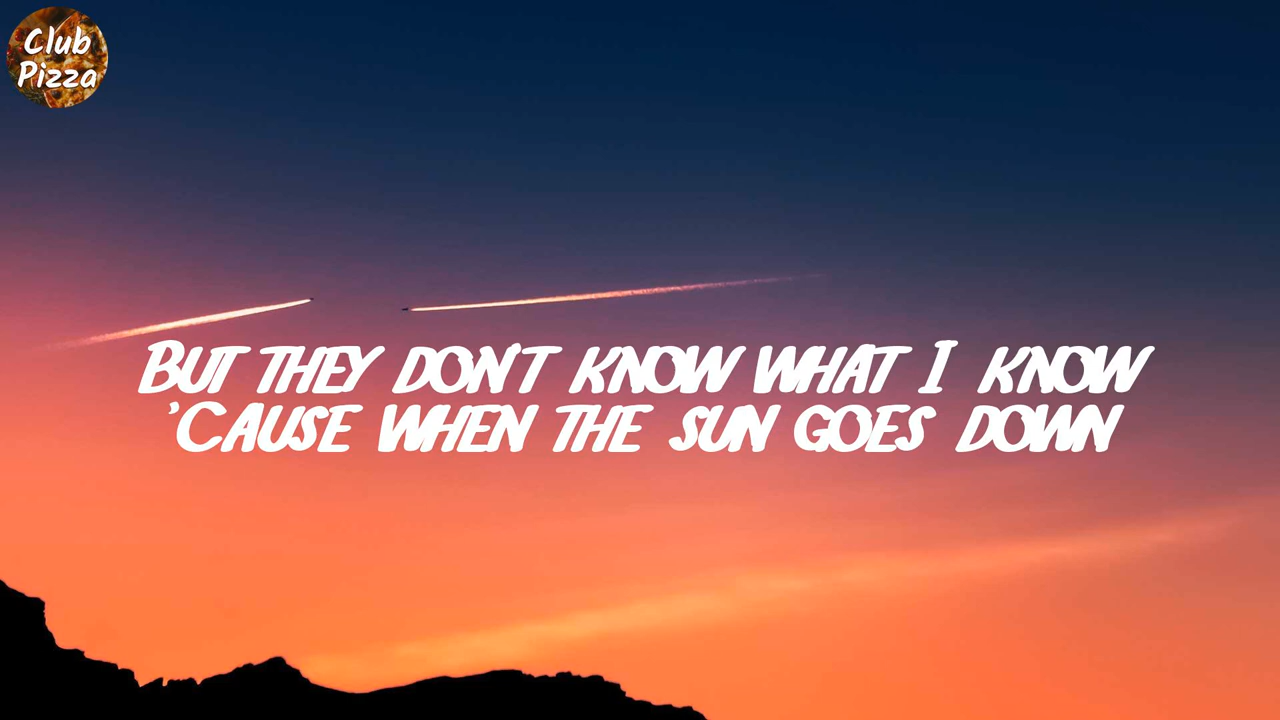 Club
Pizza
But they don't know what I know
'Cause when the sun goes down